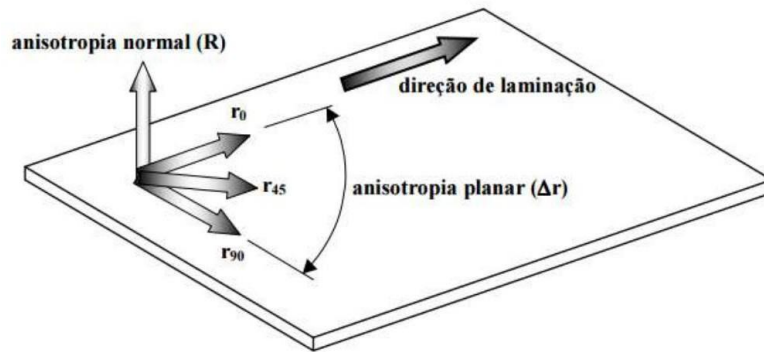 anisotropia normal (R)
direção de laminação
r0
r45
anisotropia planar (Δr)
r90